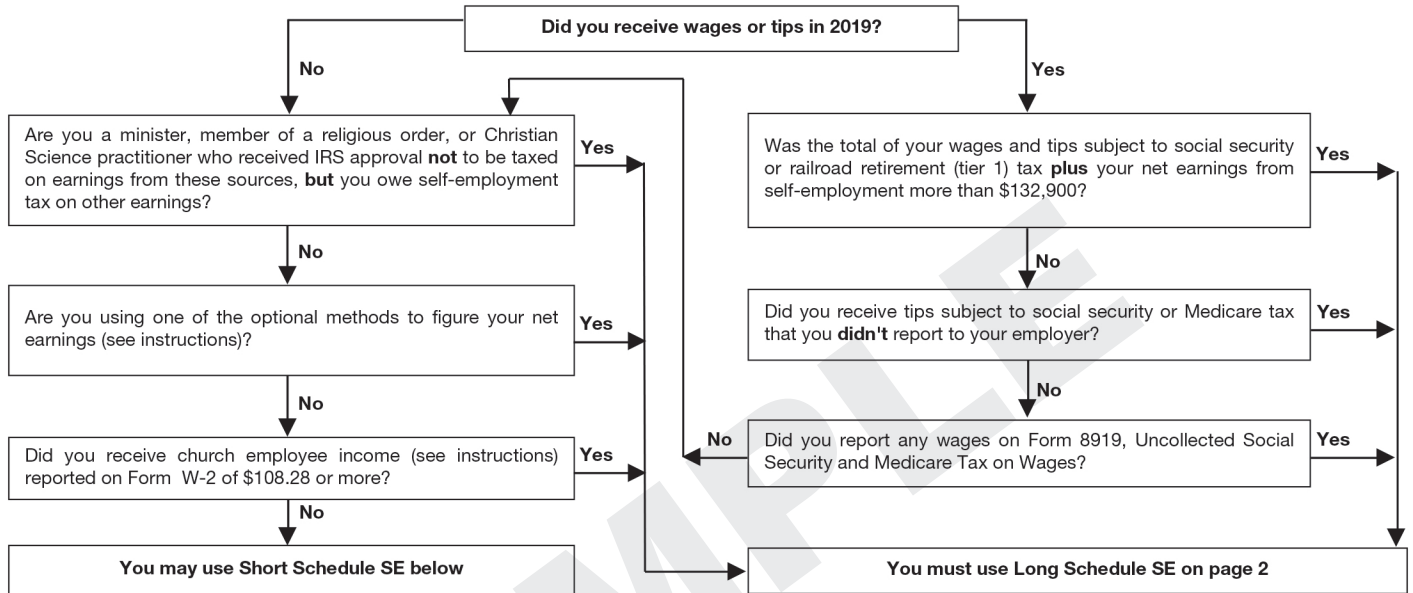 Did you receive wages or tips in 2019?
No
Yes
Are you a minister, member of a religious order, or Christian
Science practitioner who received IRS approval not to be taxed
on earnings from these sources, but you owe self-employment
tax on other earnings?
Yes
Was the total of your wages and tips subject to social security
or railroad retirement (tier 1) tax plus your net earnings from
self-employment more than $132,900?
Yes
No
No
Are you using one of the optional methods to figure your net
earnings (see instructions)?
Yes
Did you receive tips subject to social security or Medicare tax
that you didn't report to your employer?
Yes
No
No
Did you receive church employee income (see instructions)
reported on Form W-2 of $108.28 or more?
Yes
No
Did you report any wages on Form 8919, Uncollected Social
Security and Medicare Tax on Wages?
Yes
No
You may use Short Schedule SE below
You must use Long Schedule SE on page 2
MPLE